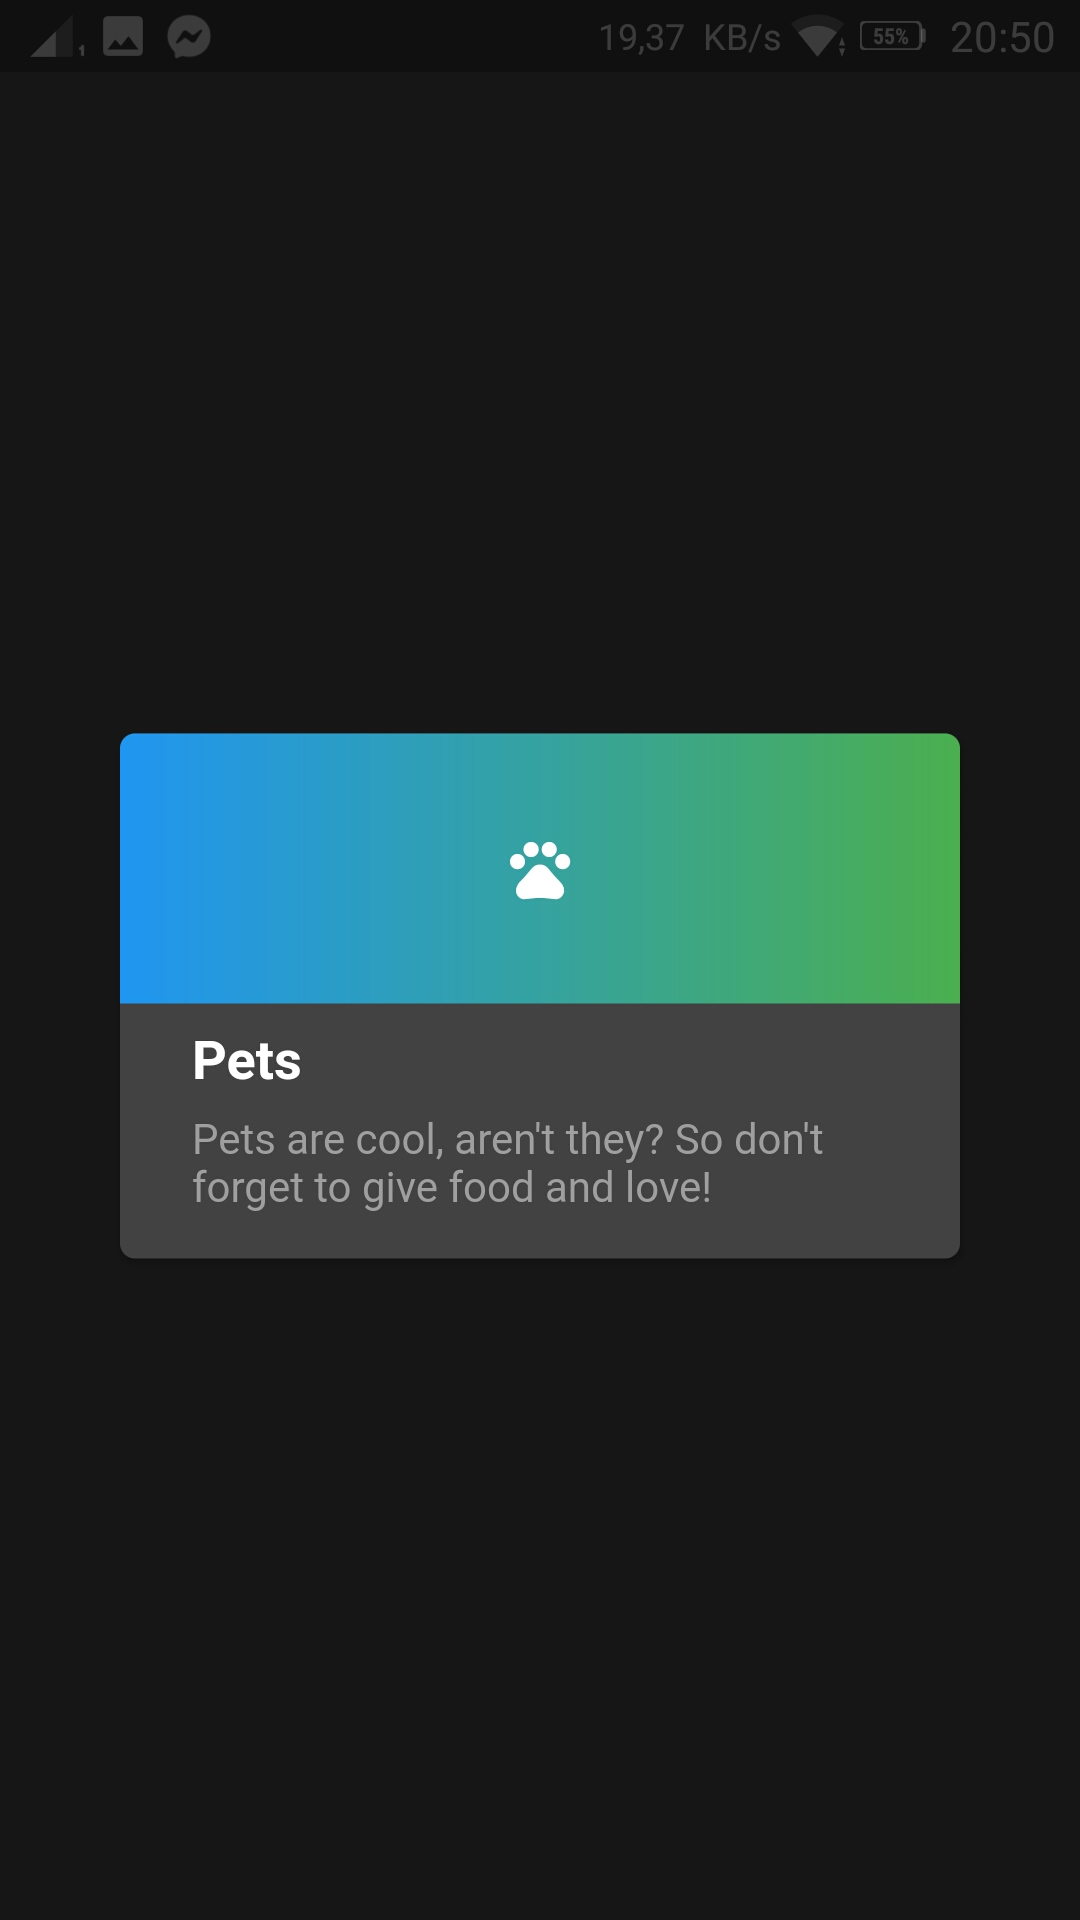 19,37 KB/s 55% 20:50
Pets
Pets are cool, aren't they? So don't
forget to give food and love!